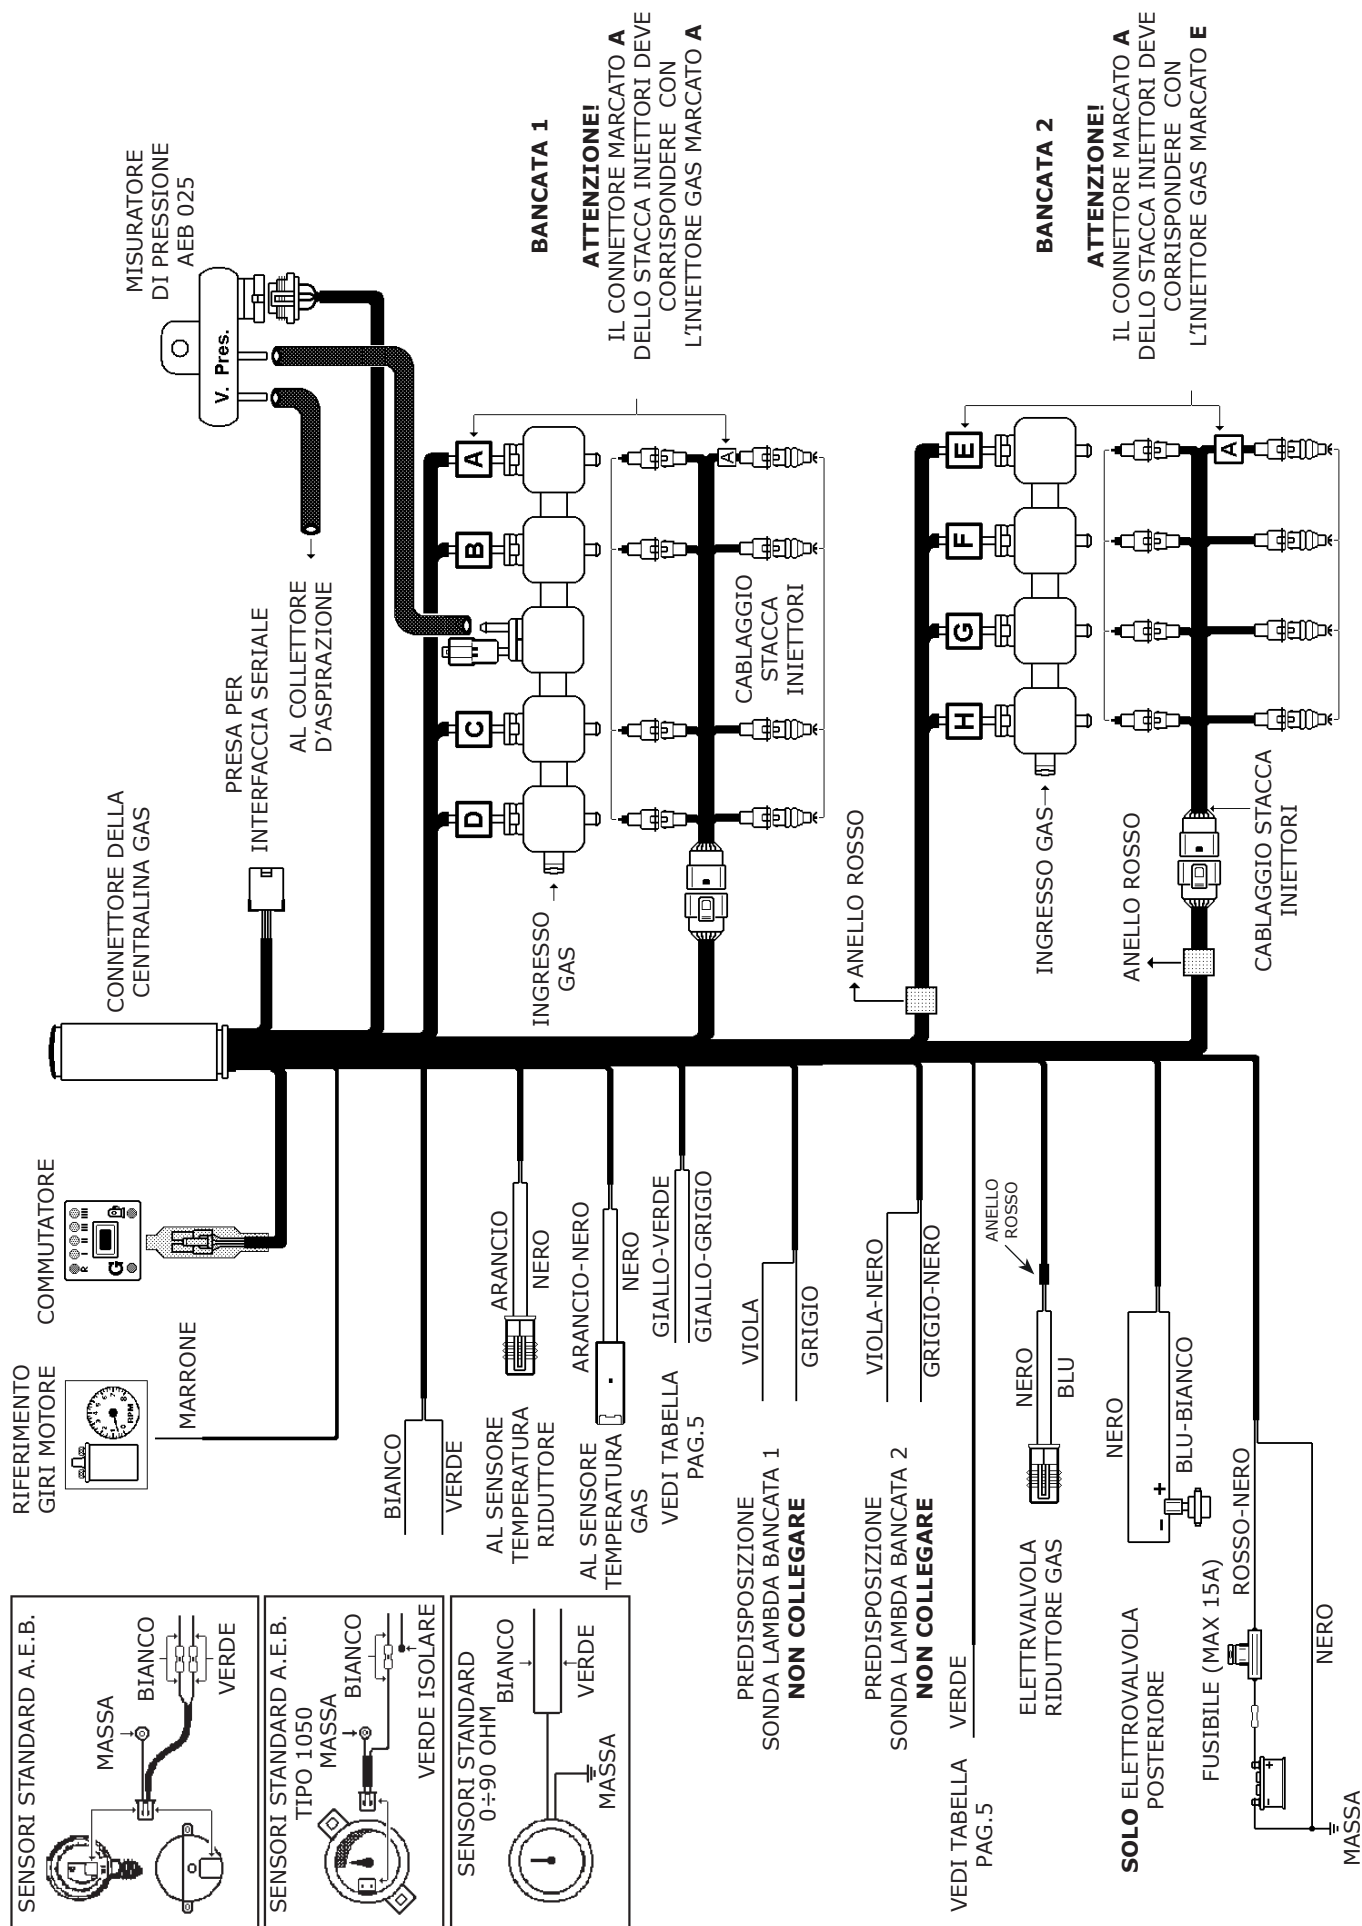 SENSORI STANDARD A.E.B.
MASSA
BIANCO
VERDE
SENSORI STANDARD A.E.B.
TIPO 1050
MASSA
BIANCO
VERDE ISOLARE
SENSORI STANDARD
0÷90 OHM
BIANCO
VERDE
MASSA
RIFERIMENTO
GIRI MOTORE
RPM
MARRONE
COMMUTATORE
R
I
II
III
IIII
G
CONNETTORE DELLA
CENTRALINA GAS
PRESA PER
INTERFACCIA SERIALE
MISURATORE
DI PRESSIONE
AEB 025
V. Pres.
AL COLLETTORE
D'ASPIRAZIONE
BIANCO
VERDE
AL SENSORE
TEMPERATURA
RIDUTTORE
ARANCIO
NERO
AL SENSORE
TEMPERATURA
GAS
ARANCIO-NERO
NERO
VEDI TABELLA
PAG.5
GIALLO-VERDE
GIALLO-GRIGIO
PREDISPOSIZIONE
SONDA LAMBDA BANCATA 1
NON COLLEGARE
VIOLA
GRIGIO
PREDISPOSIZIONE
SONDA LAMBDA BANCATA 2
NON COLLEGARE
VIOLA-NERO
GRIGIO-NERO
VEDI TABELLA
PAG.5
VERDE
ELETTRVALVOLA
RIDUTTORE GAS
NERO
BLU
ANELLO
ROSSO
SOLO ELETTROVALVOLA
POSTERIORE
NERO
BLU-BIANCO
− +
FUSIBILE (MAX 15A)
ROSSO-NERO
NERO
− +
MASSA
D
C
B
A
INGRESSO
GAS
A
CABLAGGIO
STACCA
INIETTORI
BANCATA 1
ATTENZIONE!
IL CONNETTORE MARCATO A
DELLO STACCA INIETTORI DEVE
CORRISPONDERE CON
L'INIETTORE GAS MARCATO A
ANELLO ROSSO
H
G
F
E
INGRESSO GAS
ANELLO ROSSO
A
CABLAGGIO STACCA
INIETTORI
BANCATA 2
ATTENZIONE!
IL CONNETTORE MARCATO A
DELLO STACCA INIETTORI DEVE
CORRISPONDERE CON
L'INIETTORE GAS MARCATO E